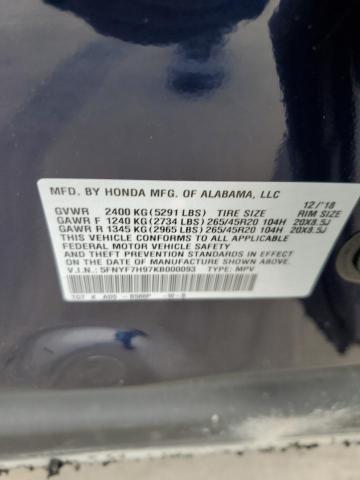 MFD. BY HONDA MFG. OF ALABAMA, LLC
12/'18
GVWR 2400 KG (5291 LBS) TIRE SIZE RIM SIZE
GAWR F 1240 KG (2734 LBS) 265/45R20 104H 20X8.5J
GAWR R 1345 KG (2965 LBS) 265/45R20 104H 20X8.5J
THIS VEHICLE CONFORMS TO ALL APPLICABLE
FEDERAL MOTOR VEHICLE SAFETY STANDARDS
IN EFFECT ON THE DATE OF MANUFACTURE SHOWN ABOVE.
V.I.N.: 5FNYF7H97KB000093 TYPE: MPV